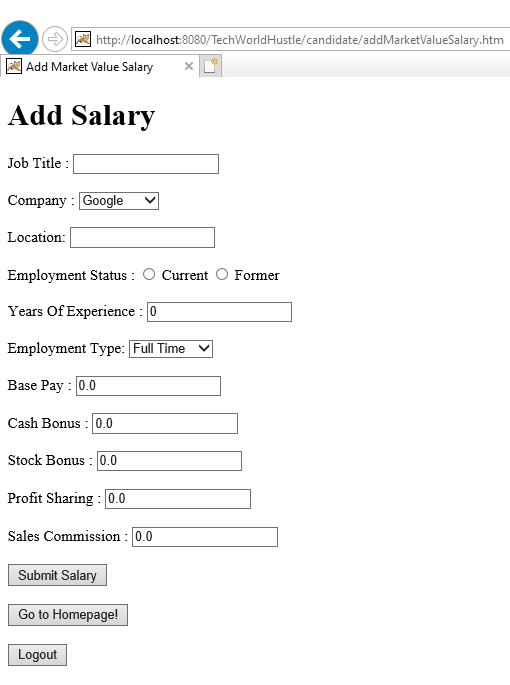 http://localhost:8080/TechWorldHustle/candidate/addMarketValueSalary.htm
Add Market Value Salary
Add Salary
Job Title :
Company : Google
Location:
Employment Status : Current Former
Years Of Experience : 0
Employment Type: Full Time
Base Pay : 0.0
Cash Bonus : 0.0
Stock Bonus : 0.0
Profit Sharing : 0.0
Sales Commission : 0.0
Submit Salary
Go to Homepage!
Logout